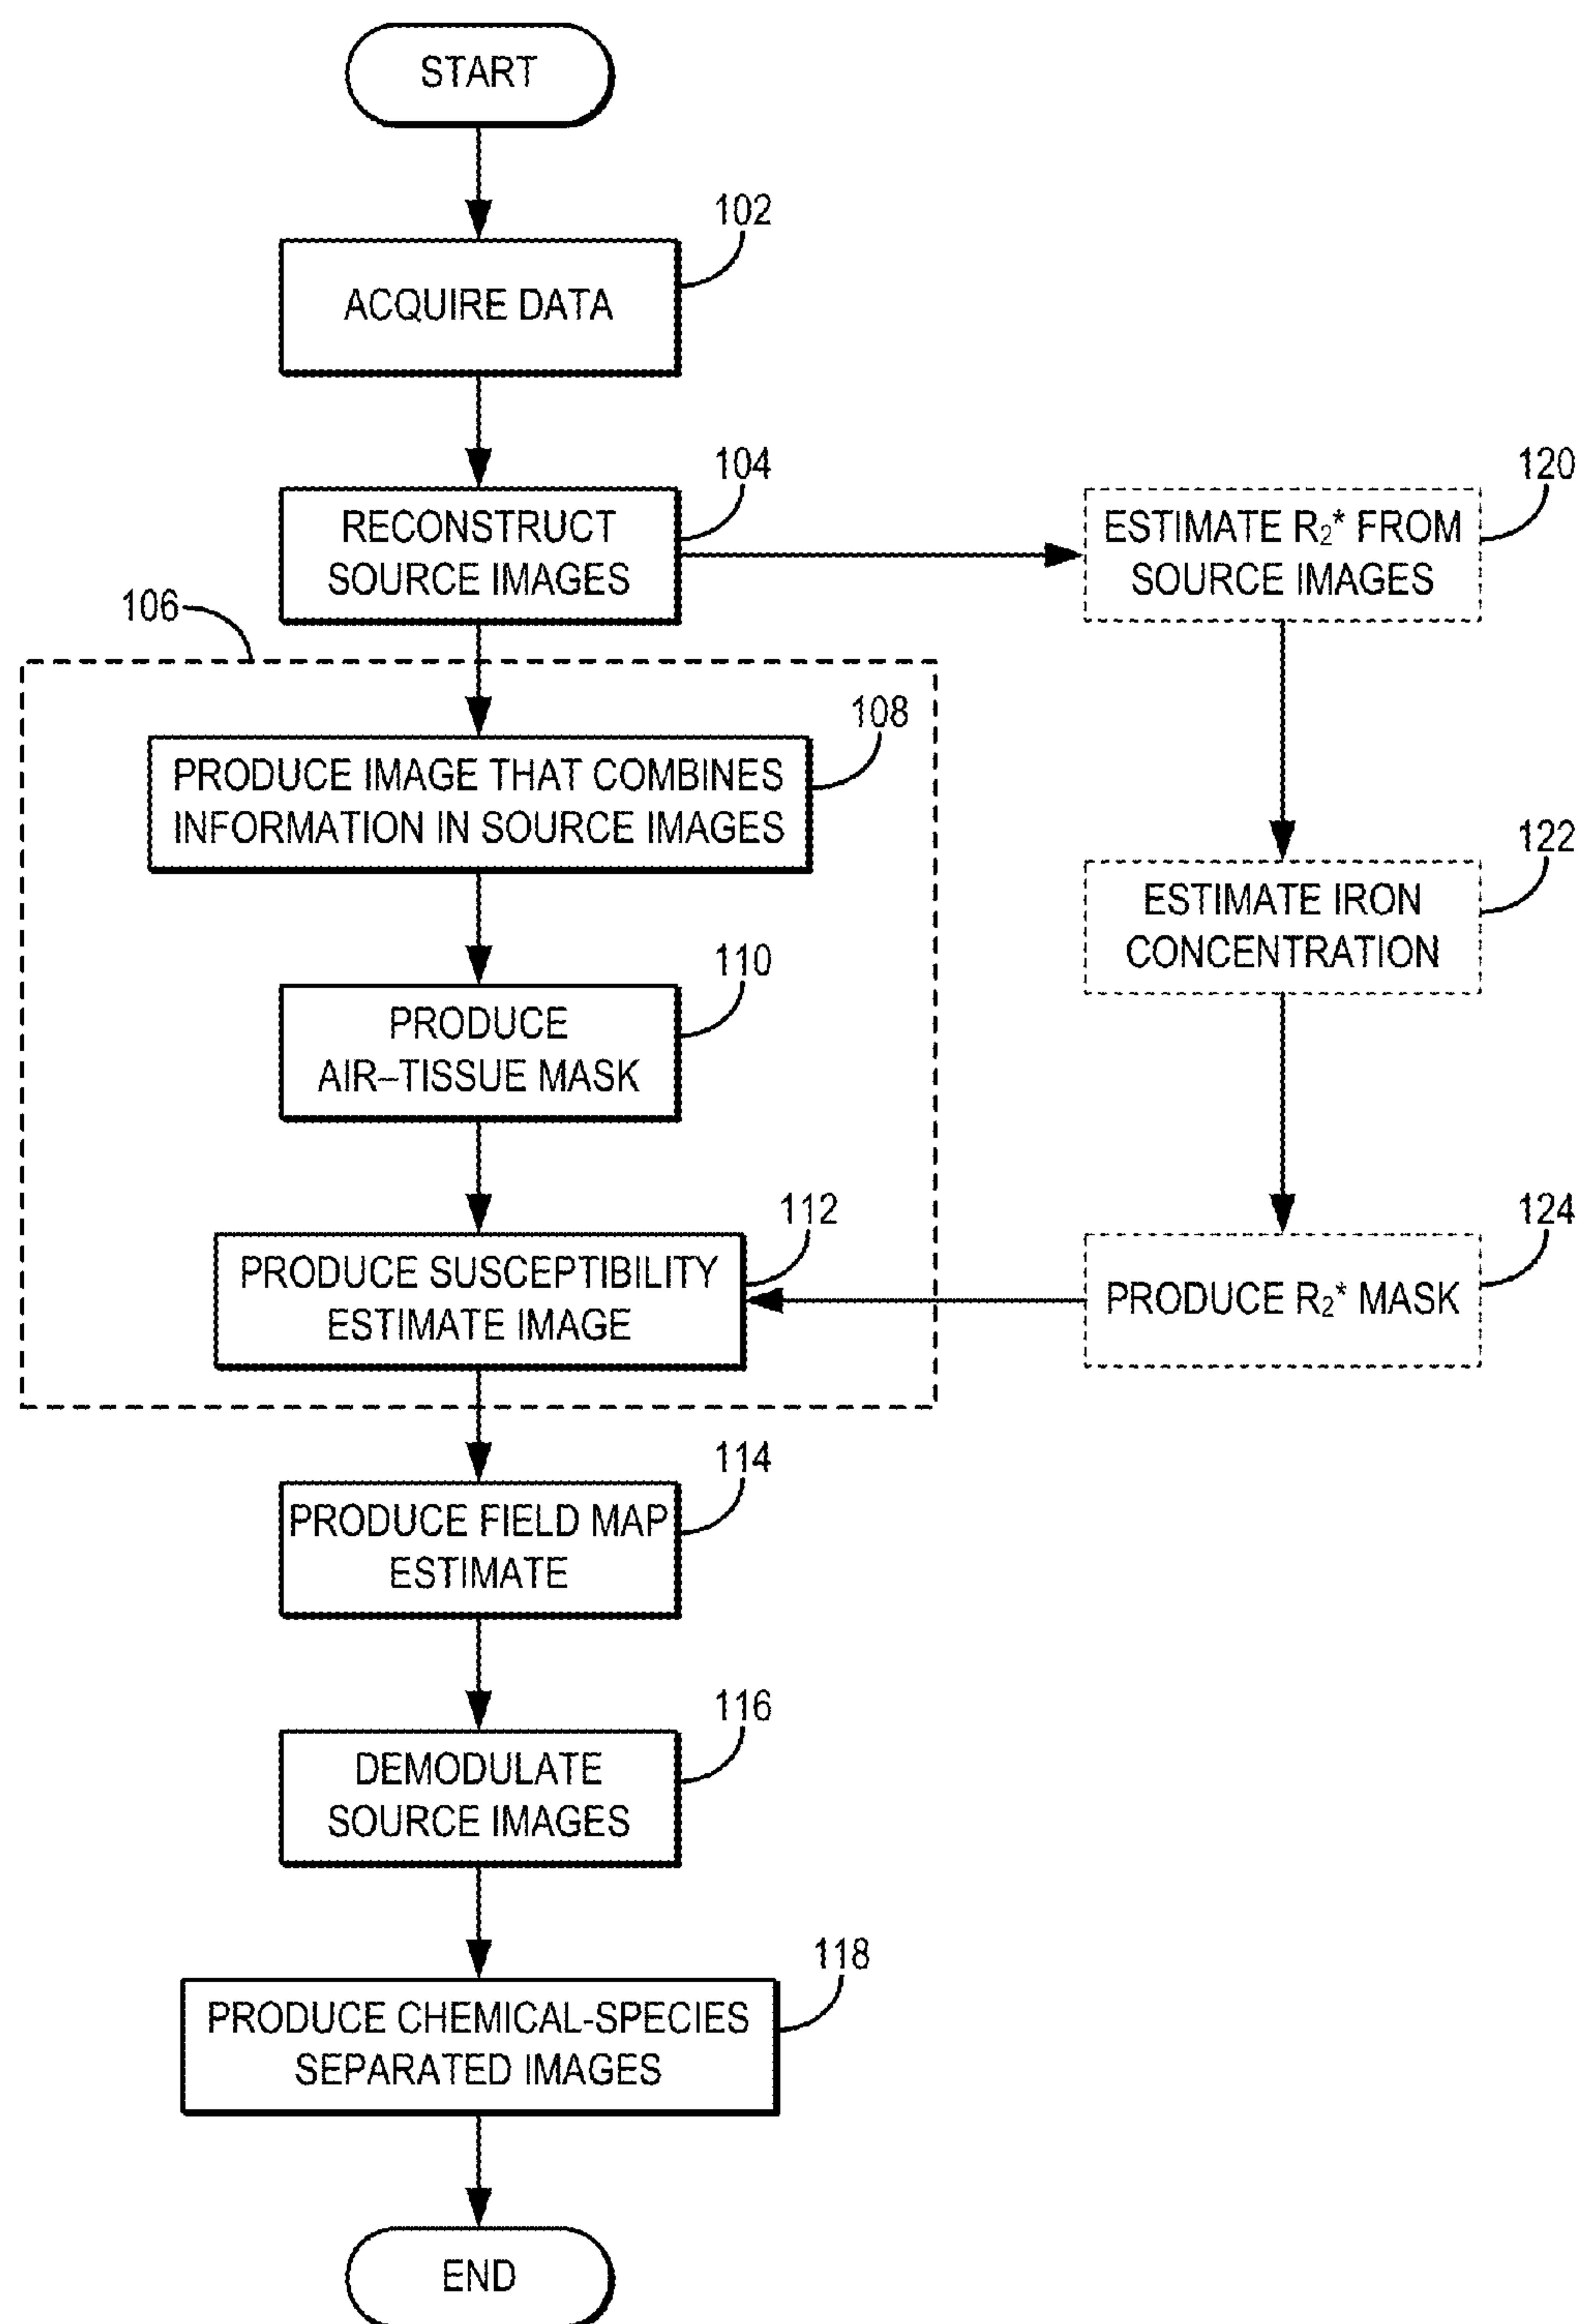 START
102
ACQUIRE DATA
104
RECONSTRUCT
SOURCE IMAGES
120
ESTIMATE R₂* FROM
SOURCE IMAGES
106
108
PRODUCE IMAGE THAT COMBINES
INFORMATION IN SOURCE IMAGES
122
ESTIMATE IRON
CONCENTRATION
110
PRODUCE
AIR–TISSUE MASK
112
PRODUCE SUSCEPTIBILITY
ESTIMATE IMAGE
124
PRODUCE R₂* MASK
114
PRODUCE FIELD MAP
ESTIMATE
116
DEMODULATE
SOURCE IMAGES
118
PRODUCE CHEMICAL-SPECIES
SEPARATED IMAGES
END